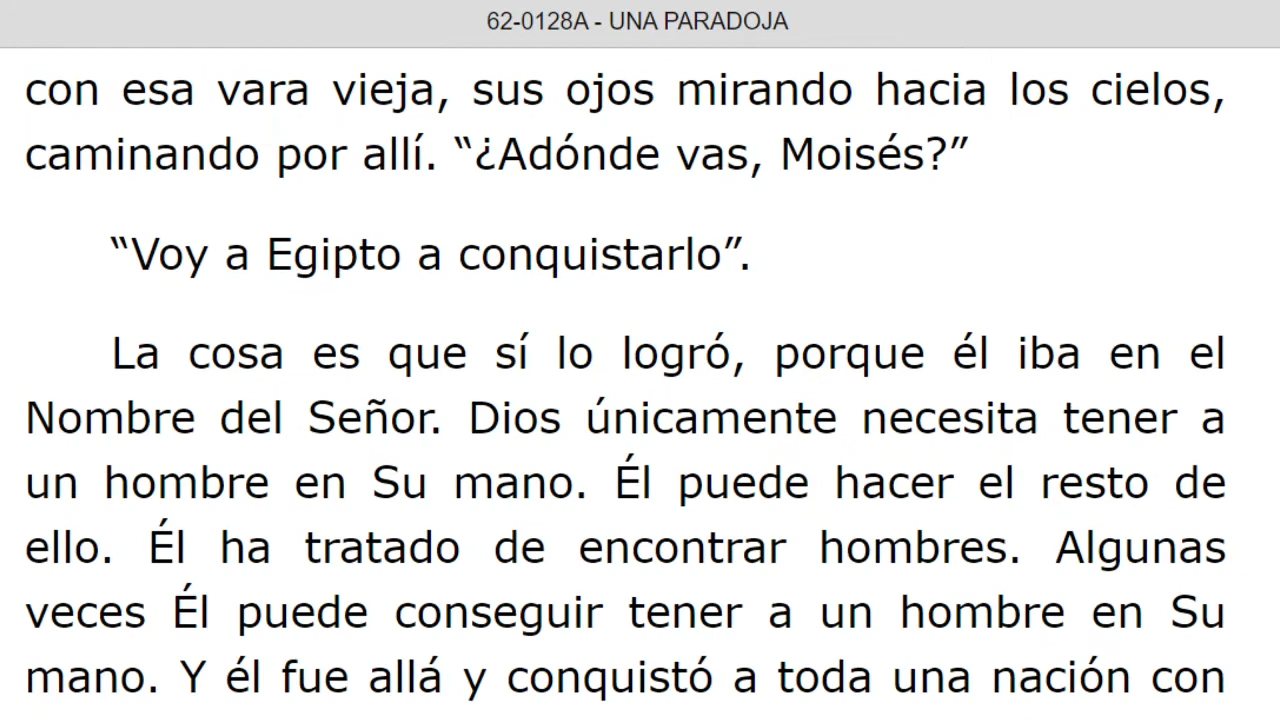 62-0128A - UNA PARADOJA
con esa vara vieja, sus ojos mirando hacia los cielos,
caminando por allí. “¿Adónde vas, Moisés?”
“Voy a Egipto a conquistarlo”.
La cosa es que sí lo logró, porque él iba en el
Nombre del Señor. Dios únicamente necesita tener a
un hombre en Su mano. Él puede hacer el resto de
ello. Él ha tratado de encontrar hombres. Algunas
veces Él puede conseguir tener a un hombre en Su
mano. Y él fue allá y conquistó a toda una nación con